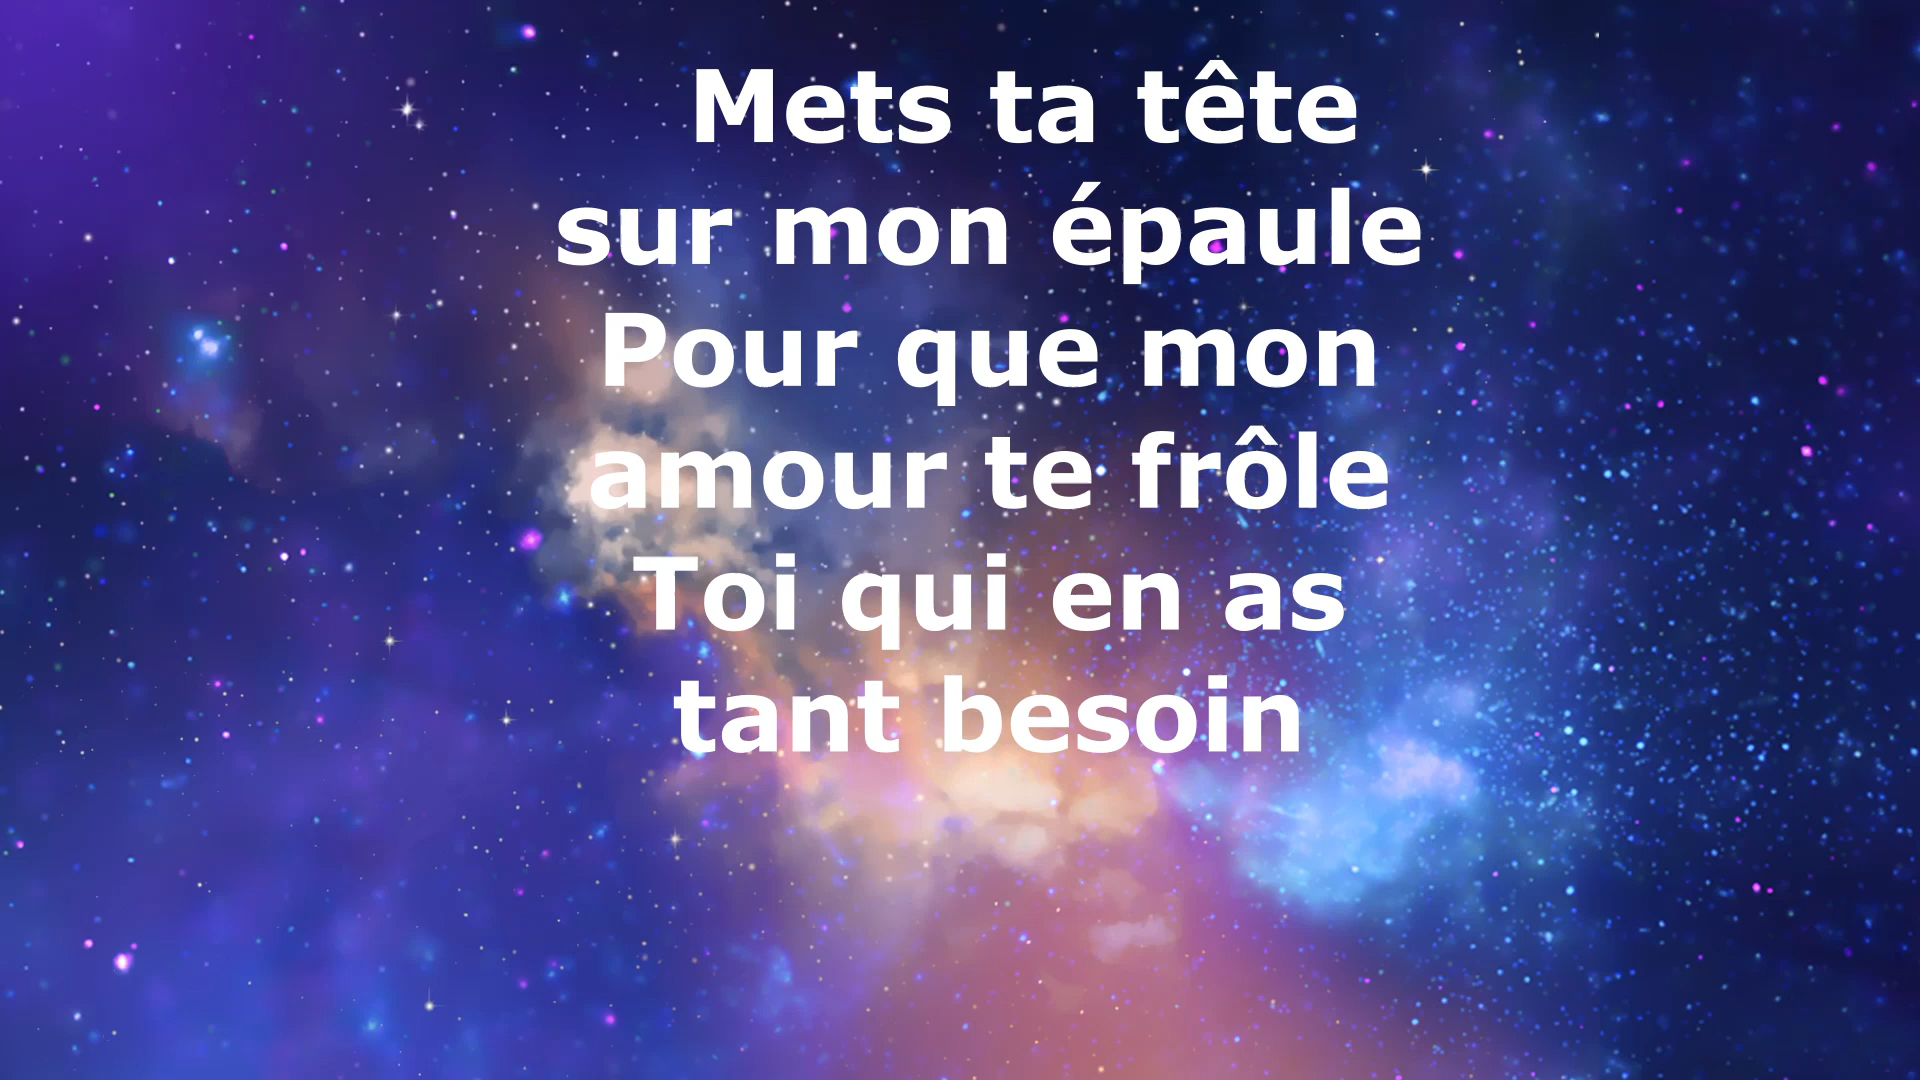 Mets ta tête
sur mon épaule
Pour que mon
amour te frôle
Toi qui en as
tant besoin